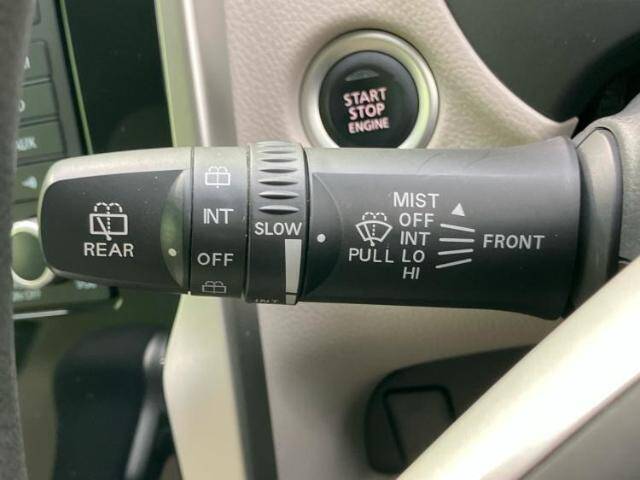 START
STOP
ENGINE
REAR
INT
OFF
SLOW
PULL
MIST
OFF
INT
LO
HI
FRONT